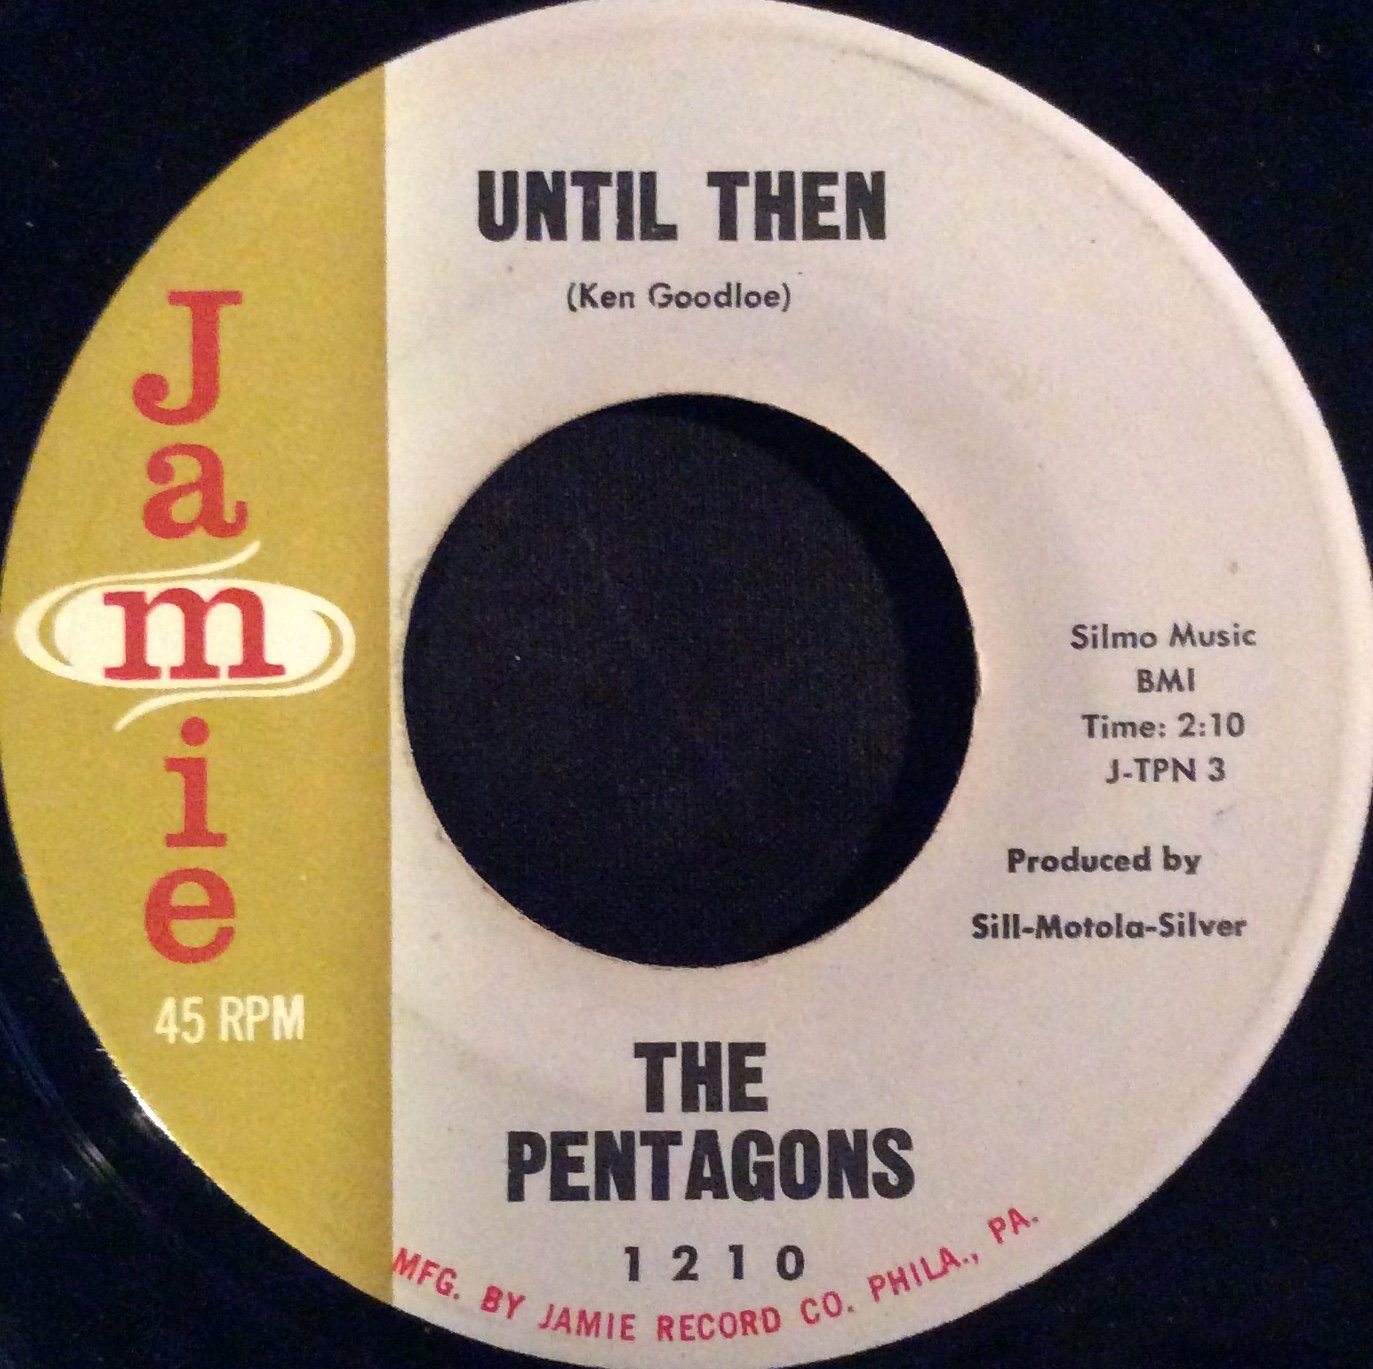 UNTIL THEN
(Ken Goodloe)
Jamie
45 RPM
Silmo Music
BMI
Time: 2:10
J-TPN 3
Produced by
Sill-Motola-Silver
THE
PENTAGONS
1210
MFG. BY JAMIE RECORD CO. PHILA., PA.